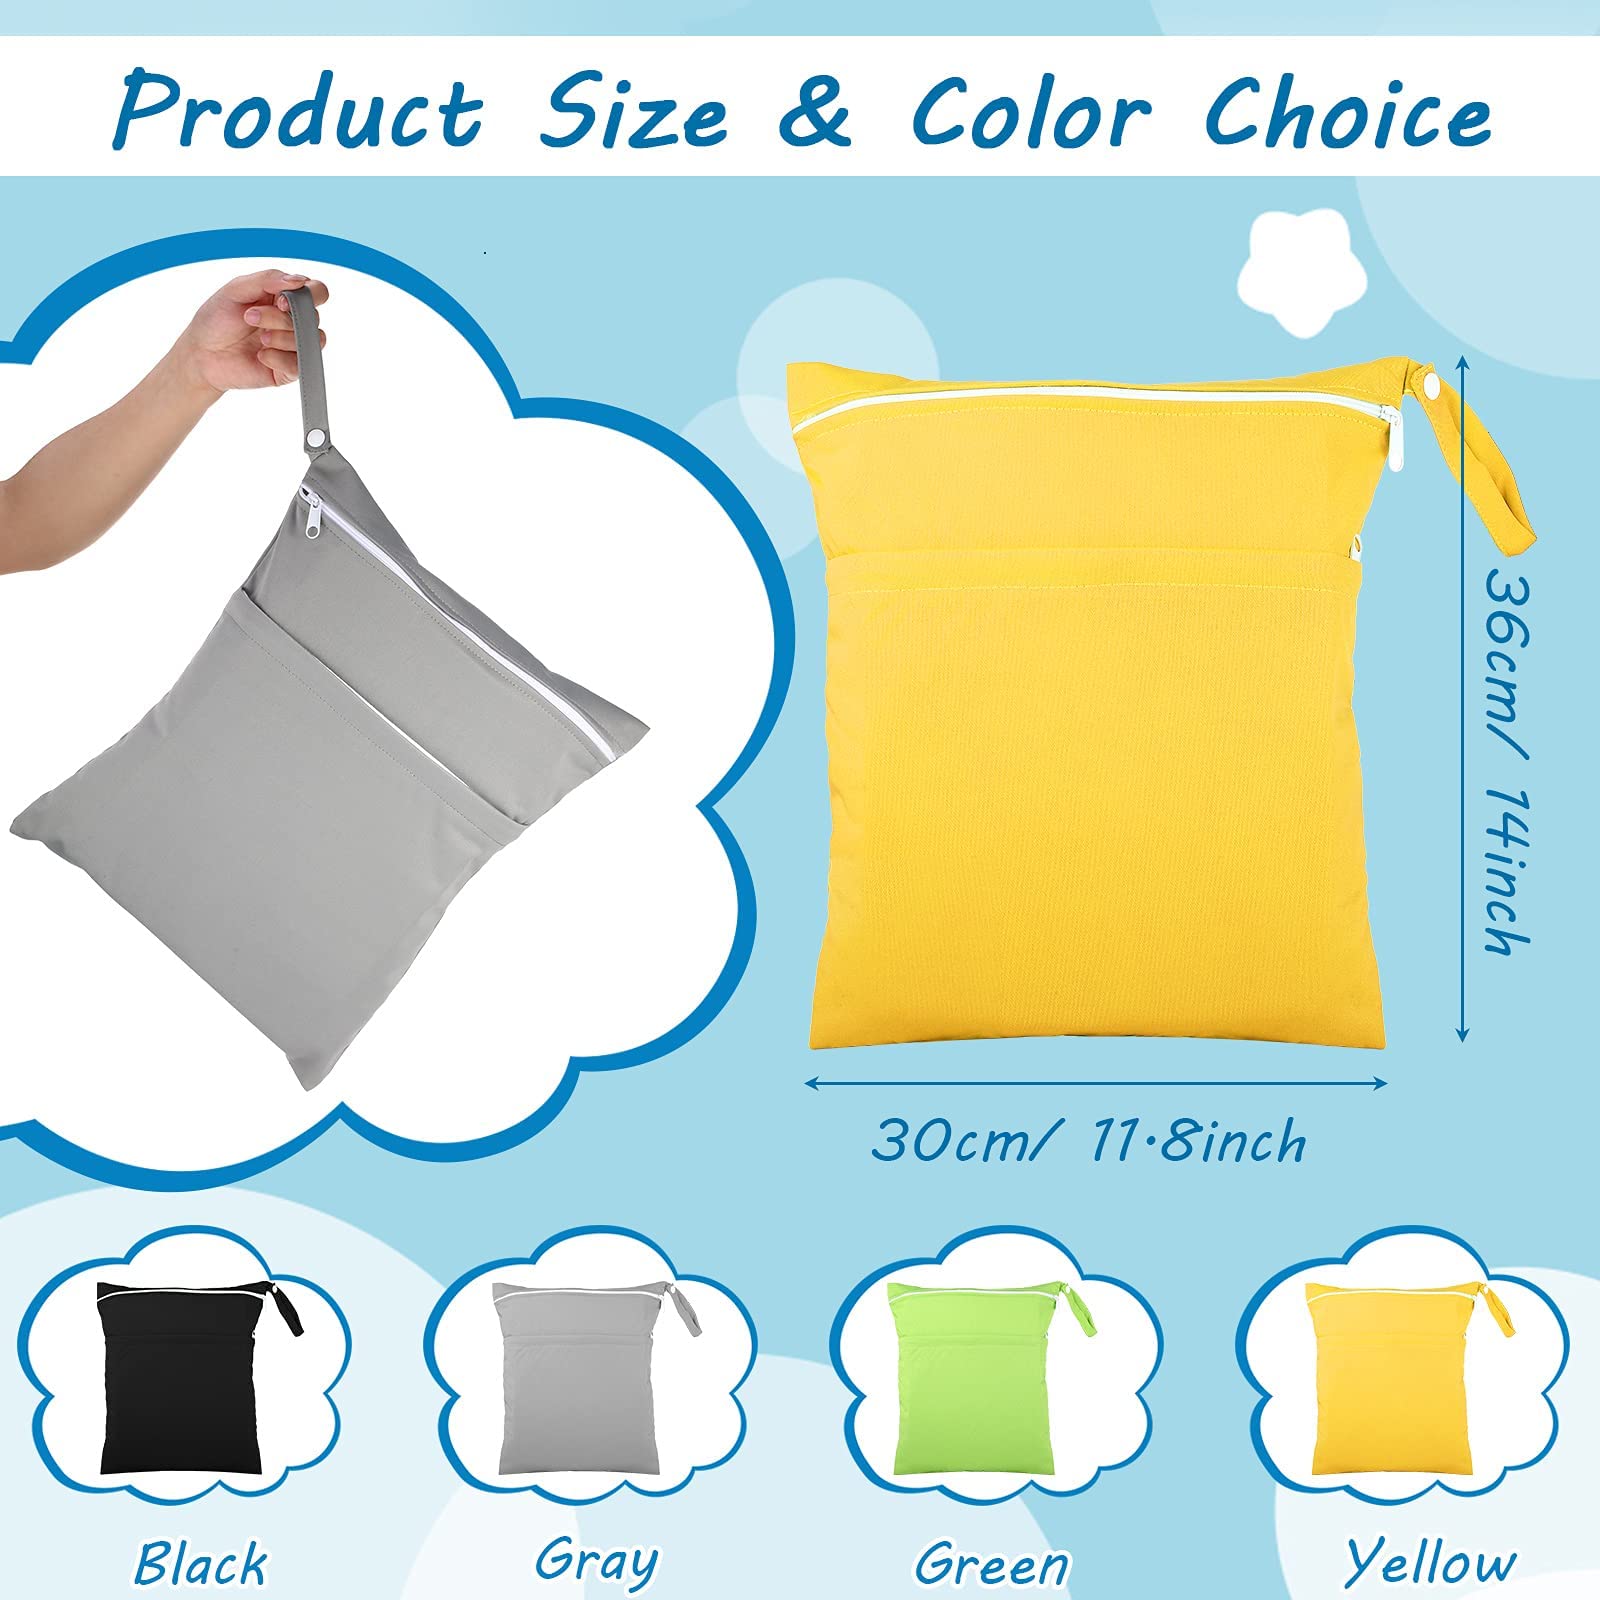 Product Size & Color Choice
36cm/ 14inch
30cm/ 11.8inch
Black
Gray
Green
Yellow